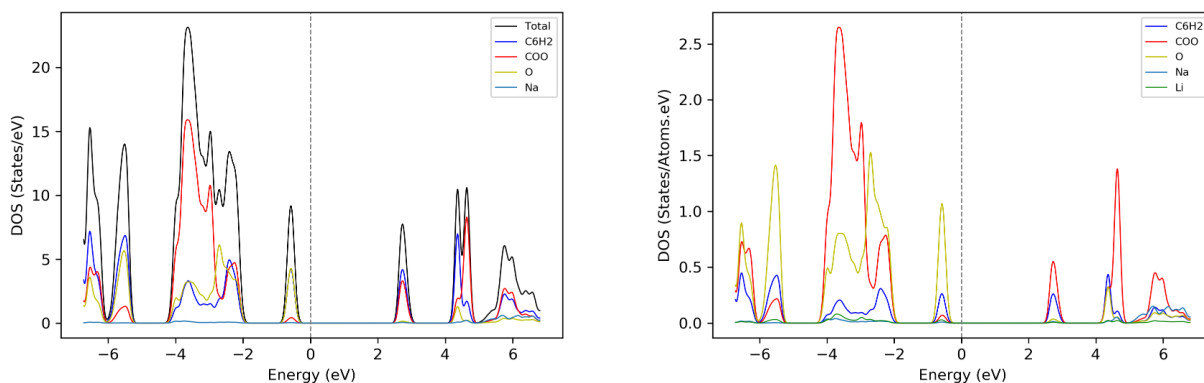 Total
C6H2
COO
O
Na
DOS (States/eV)
20
15
10
5
0
−6
−4
−2
0
2
4
6
Energy (eV)
C6H2
COO
O
Na
Li
DOS (States/Atoms.eV)
2.5
2.0
1.5
1.0
0.5
0.0
−6
−4
−2
0
2
4
6
Energy (eV)